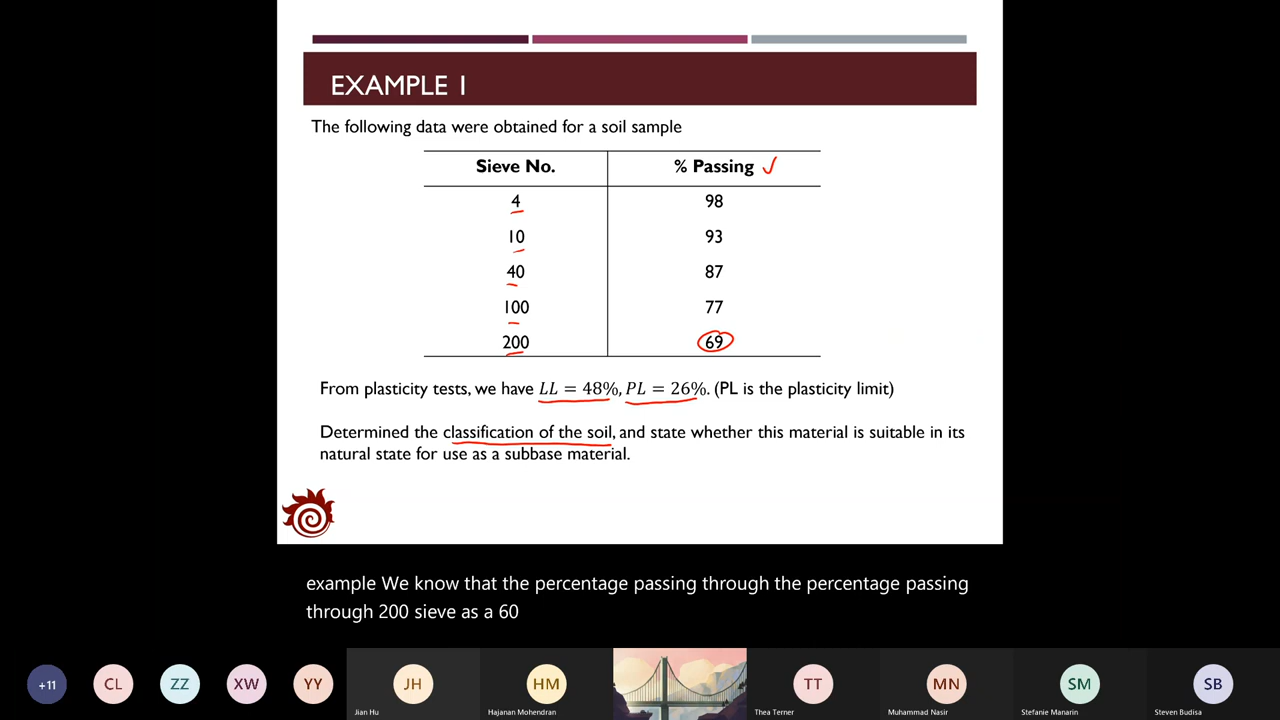 EXAMPLE 1
The following data were obtained for a soil sample
Sieve No. % Passing
4 98
10 93
40 87
100 77
200 69
From plasticity tests, we have LL = 48%, PL = 26%. (PL is the plasticity limit)
Determined the classification of the soil, and state whether this material is suitable in its
natural state for use as a subbase material.
example We know that the percentage passing through the percentage passing
through 200 sieve as a 60
+11 CL ZZ XW YY JH HM TT MN SM SB
Jian Hu Hajanan Mohendran Thea Terner Muhammad Nasir Stefanie Manarin Steven Budisa